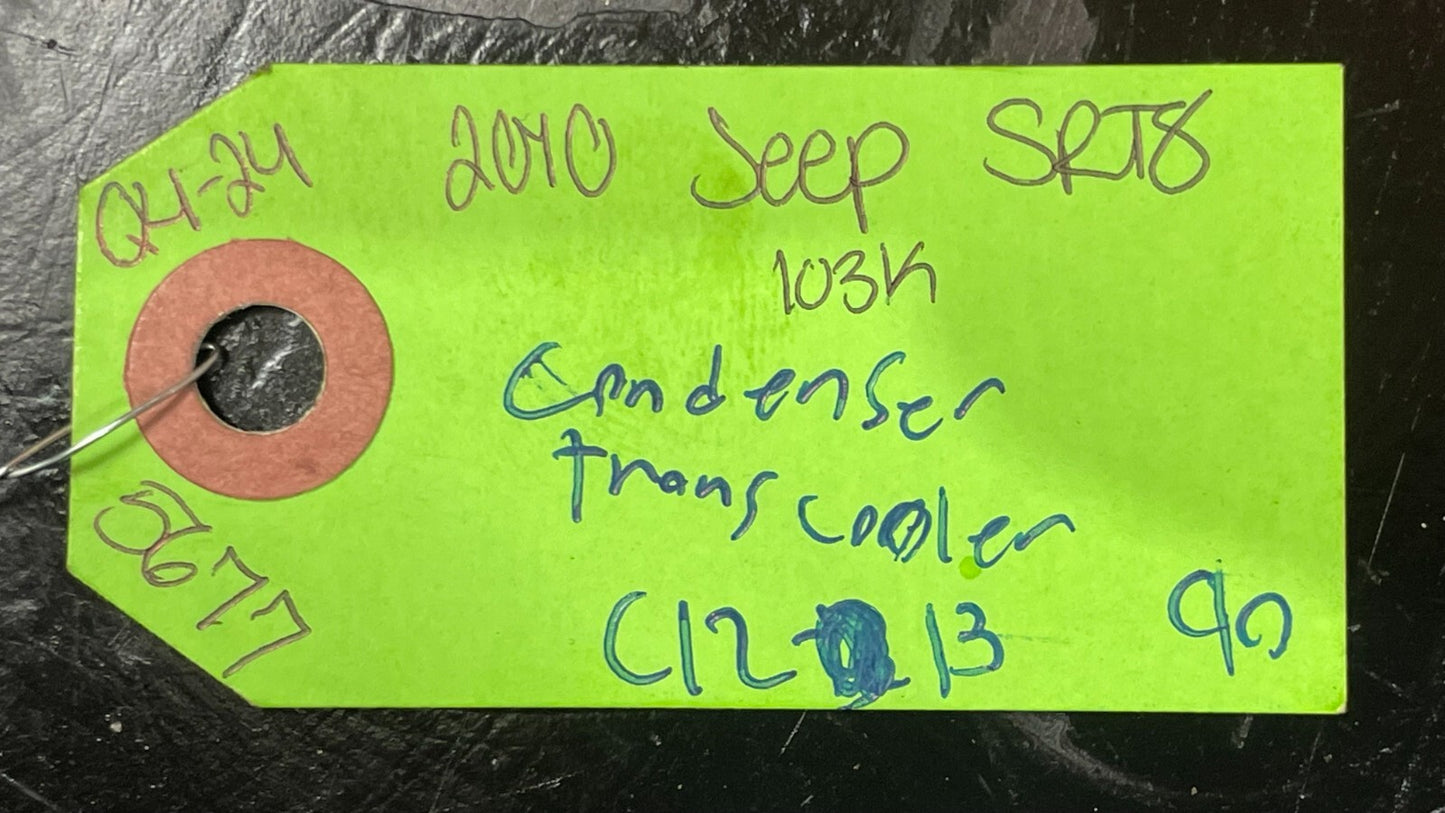 Q4-24
2010 Jeep SRT8
103K
Condenser
trans cooler
C12- 13
90
5677